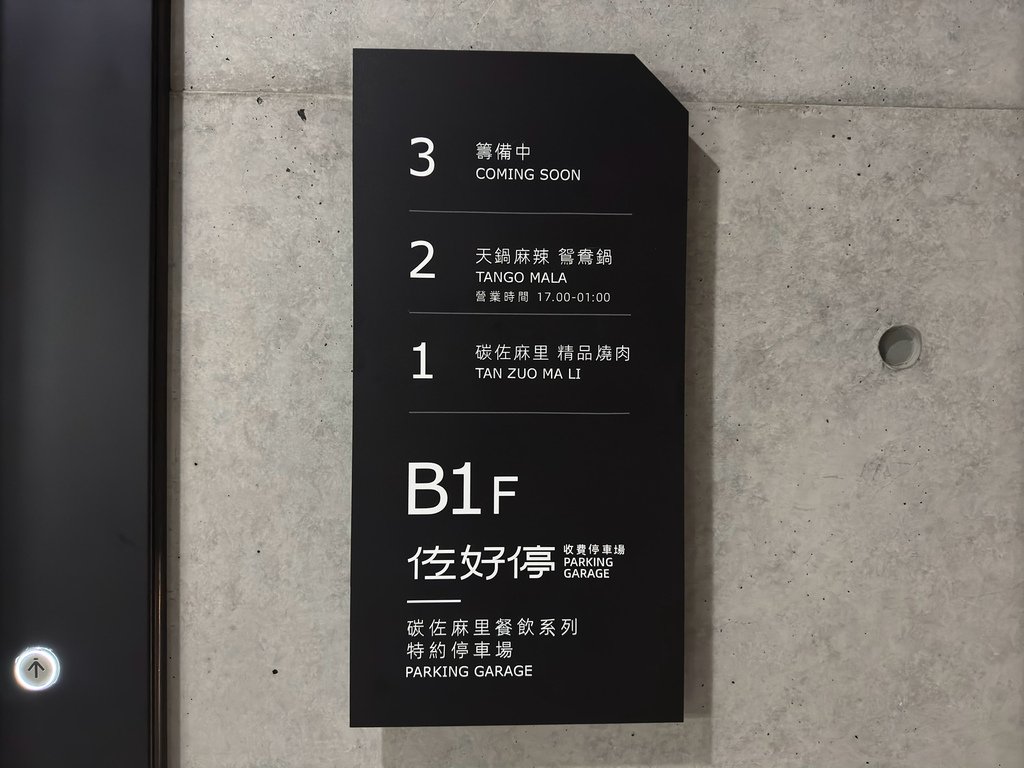 3
籌備中
COMING SOON
2
天鍋麻辣 鴛鴦鍋
TANGO MALA
營業時間 17.00-01:00
1
碳佐麻里 精品燒肉
TAN ZUO MA LI
B1F
佐好停
收費停車場
PARKING
GARAGE
碳佐麻里餐飲系列
特約停車場
PARKING GARAGE